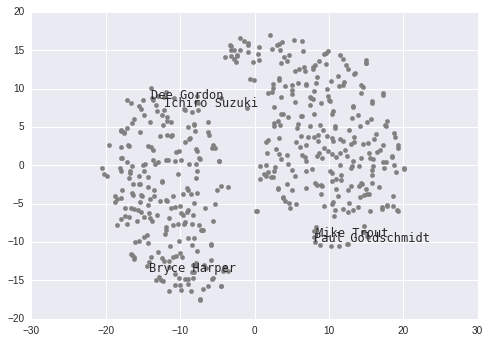 20
15
10
Dee Gordon
Ichiro Suzuki
5
0
−5
Mike Trout
−10
Paul Goldschmidt
Bryce Harper
−15
−20
−30 −20 −10 0 10 20 30